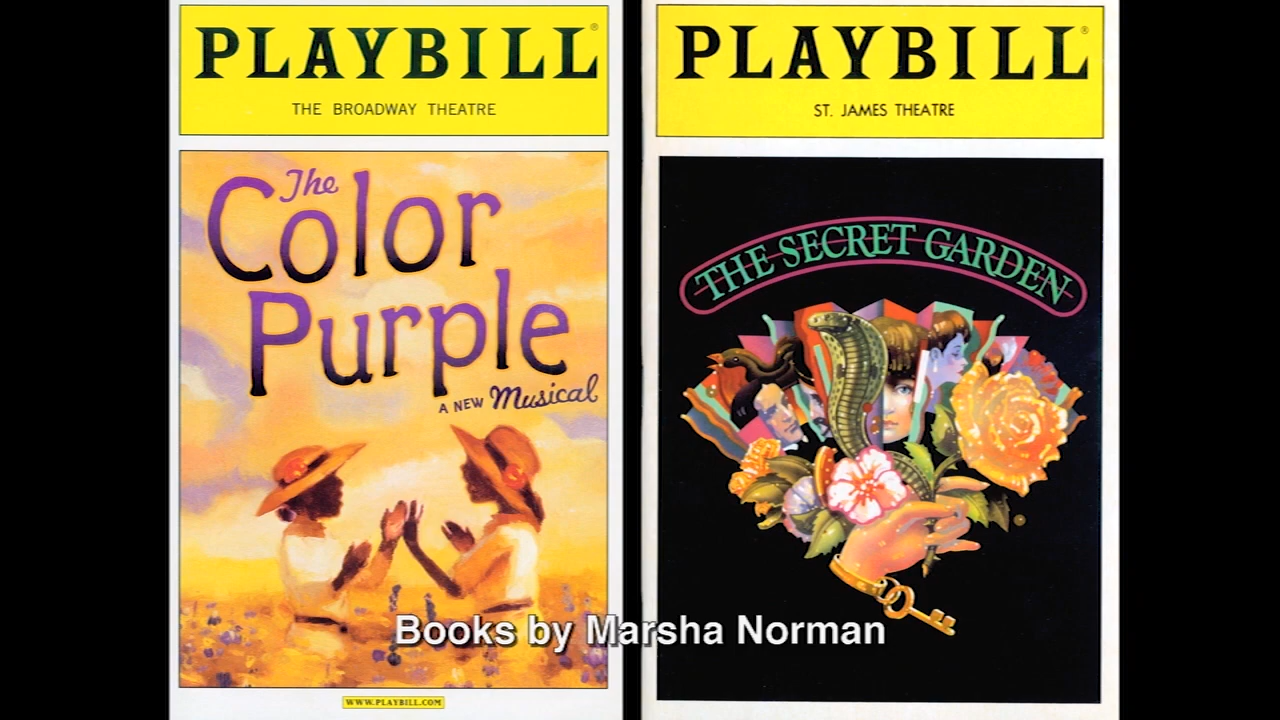 PLAYBILL®
THE BROADWAY THEATRE
The
Color
Purple
A NEW Musical
WWW.PLAYBILL.COM
PLAYBILL®
ST. JAMES THEATRE
THE SECRET GARDEN
Books by Marsha Norman